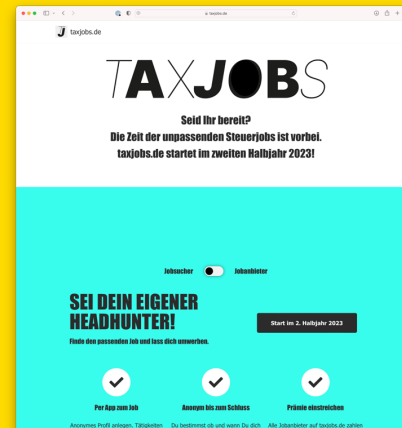 taxjobs.de
taxjobs.de
TAXJOBS
Seid Ihr bereit?
Die Zeit der unpassenden Steuerjobs ist vorbei.
taxjobs.de startet im zweiten Halbjahr 2023!
Jobsucher Jobanbieter
SEI DEIN EIGENER
HEADHUNTER!
Start im 2. Halbjahr 2023
Finde den passenden Job und lass dich umwerben.
Per App zum Job Anonym bis zum Schluss Prämie einstreichen
Anonymes Profil anlegen. Tätigkeiten Du bestimmst ob und wann Du dich Alle Jobanbieter auf taxjobs.de zahlen